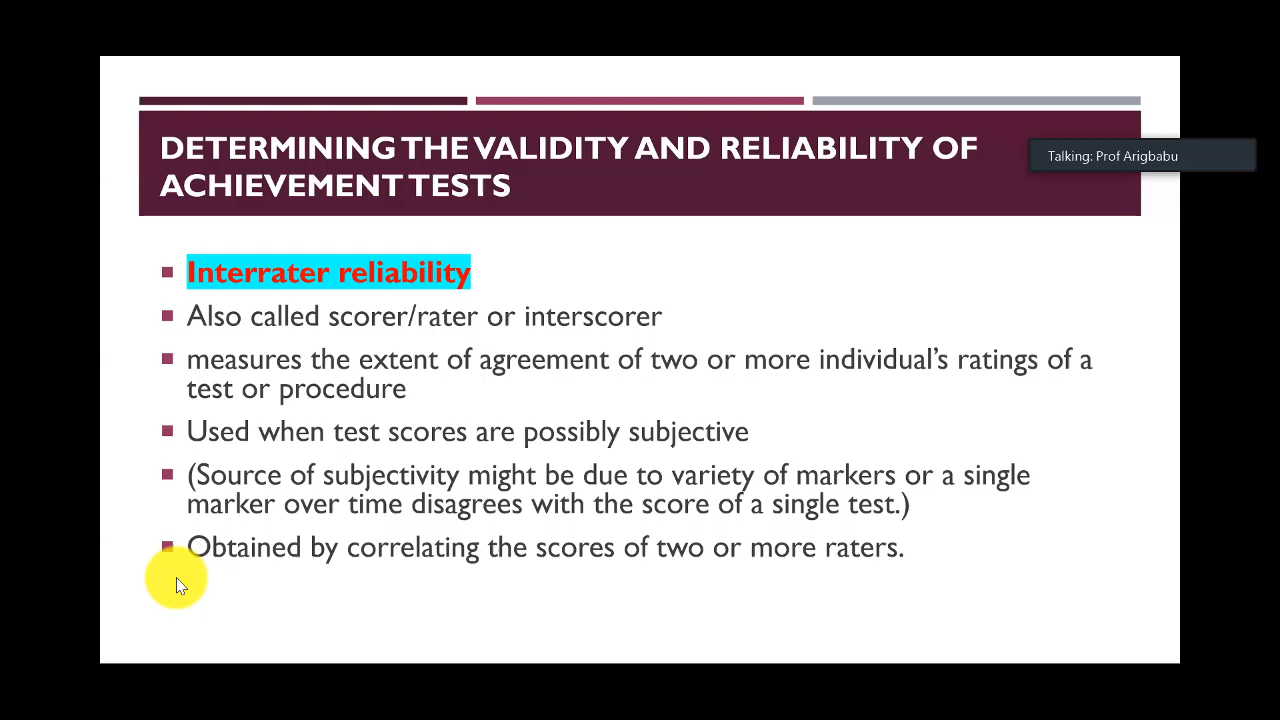 DETERMINING THE VALIDITY AND RELIABILITY OF
ACHIEVEMENT TESTS
Talking: Prof Arigbabu
Interrater reliability
Also called scorer/rater or interscorer
measures the extent of agreement of two or more individual’s ratings of a
test or procedure
Used when test scores are possibly subjective
(Source of subjectivity might be due to variety of markers or a single
marker over time disagrees with the score of a single test.)
Obtained by correlating the scores of two or more raters.